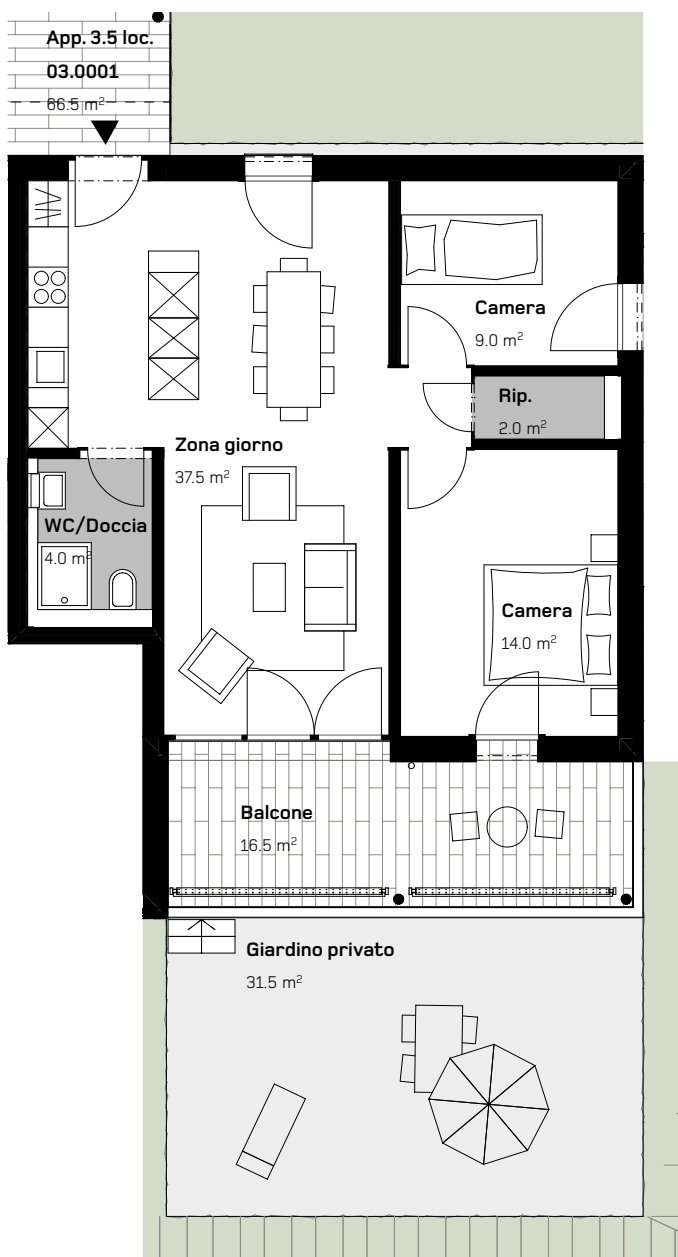 App. 3.5 loc.
03.0001
66.5 m²
Camera
9.0 m²
Rip.
2.0 m²
Zona giorno
37.5 m²
WC/Doccia
4.0 m²
Camera
14.0 m²
Balcone
16.5 m²
Giardino privato
31.5 m²